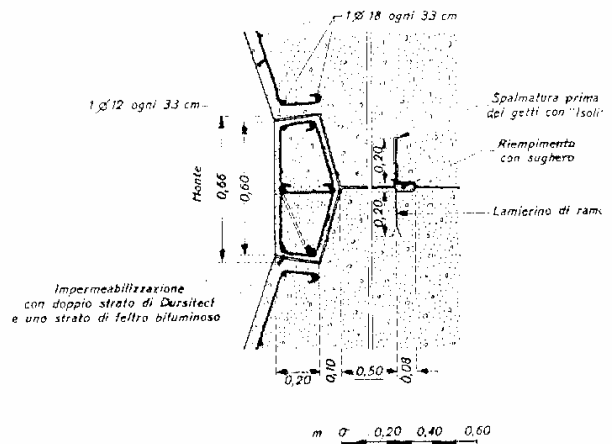 1 Ø 18 ogni 33 cm
1 Ø 12 ogni 33 cm
Spalmatura prima
dei getti con "Isoli
Riempimento
con sughero
Monte
0,66
0,60
0,20
0,20
Lamierino di ramo
Impermeabilizzazione
con doppio strato di Dursitect
e uno strato di feltro bituminoso
0,20
0,10
0,50
0,08
m 0 0,20 0,40 0,60